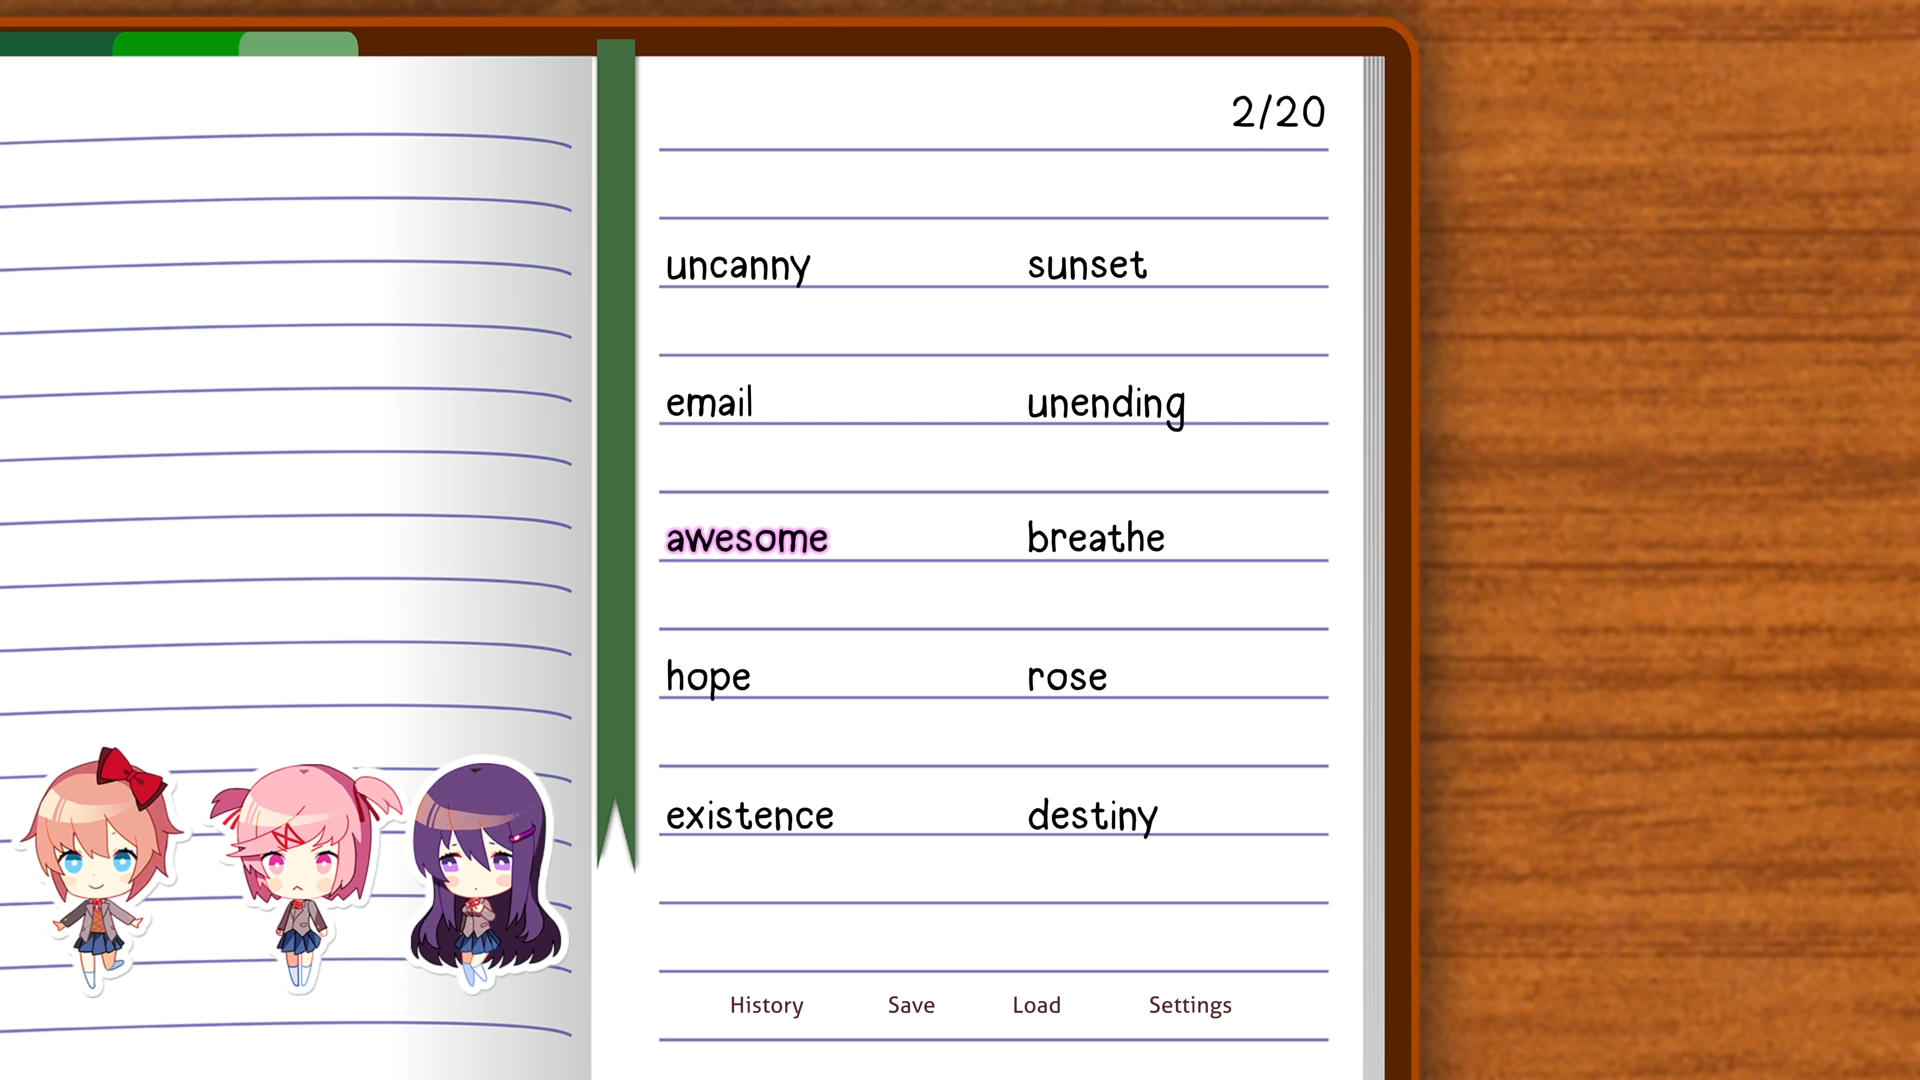 2/20
uncanny sunset
email unending
awesome breathe
hope rose
existence destiny
History Save Load Settings